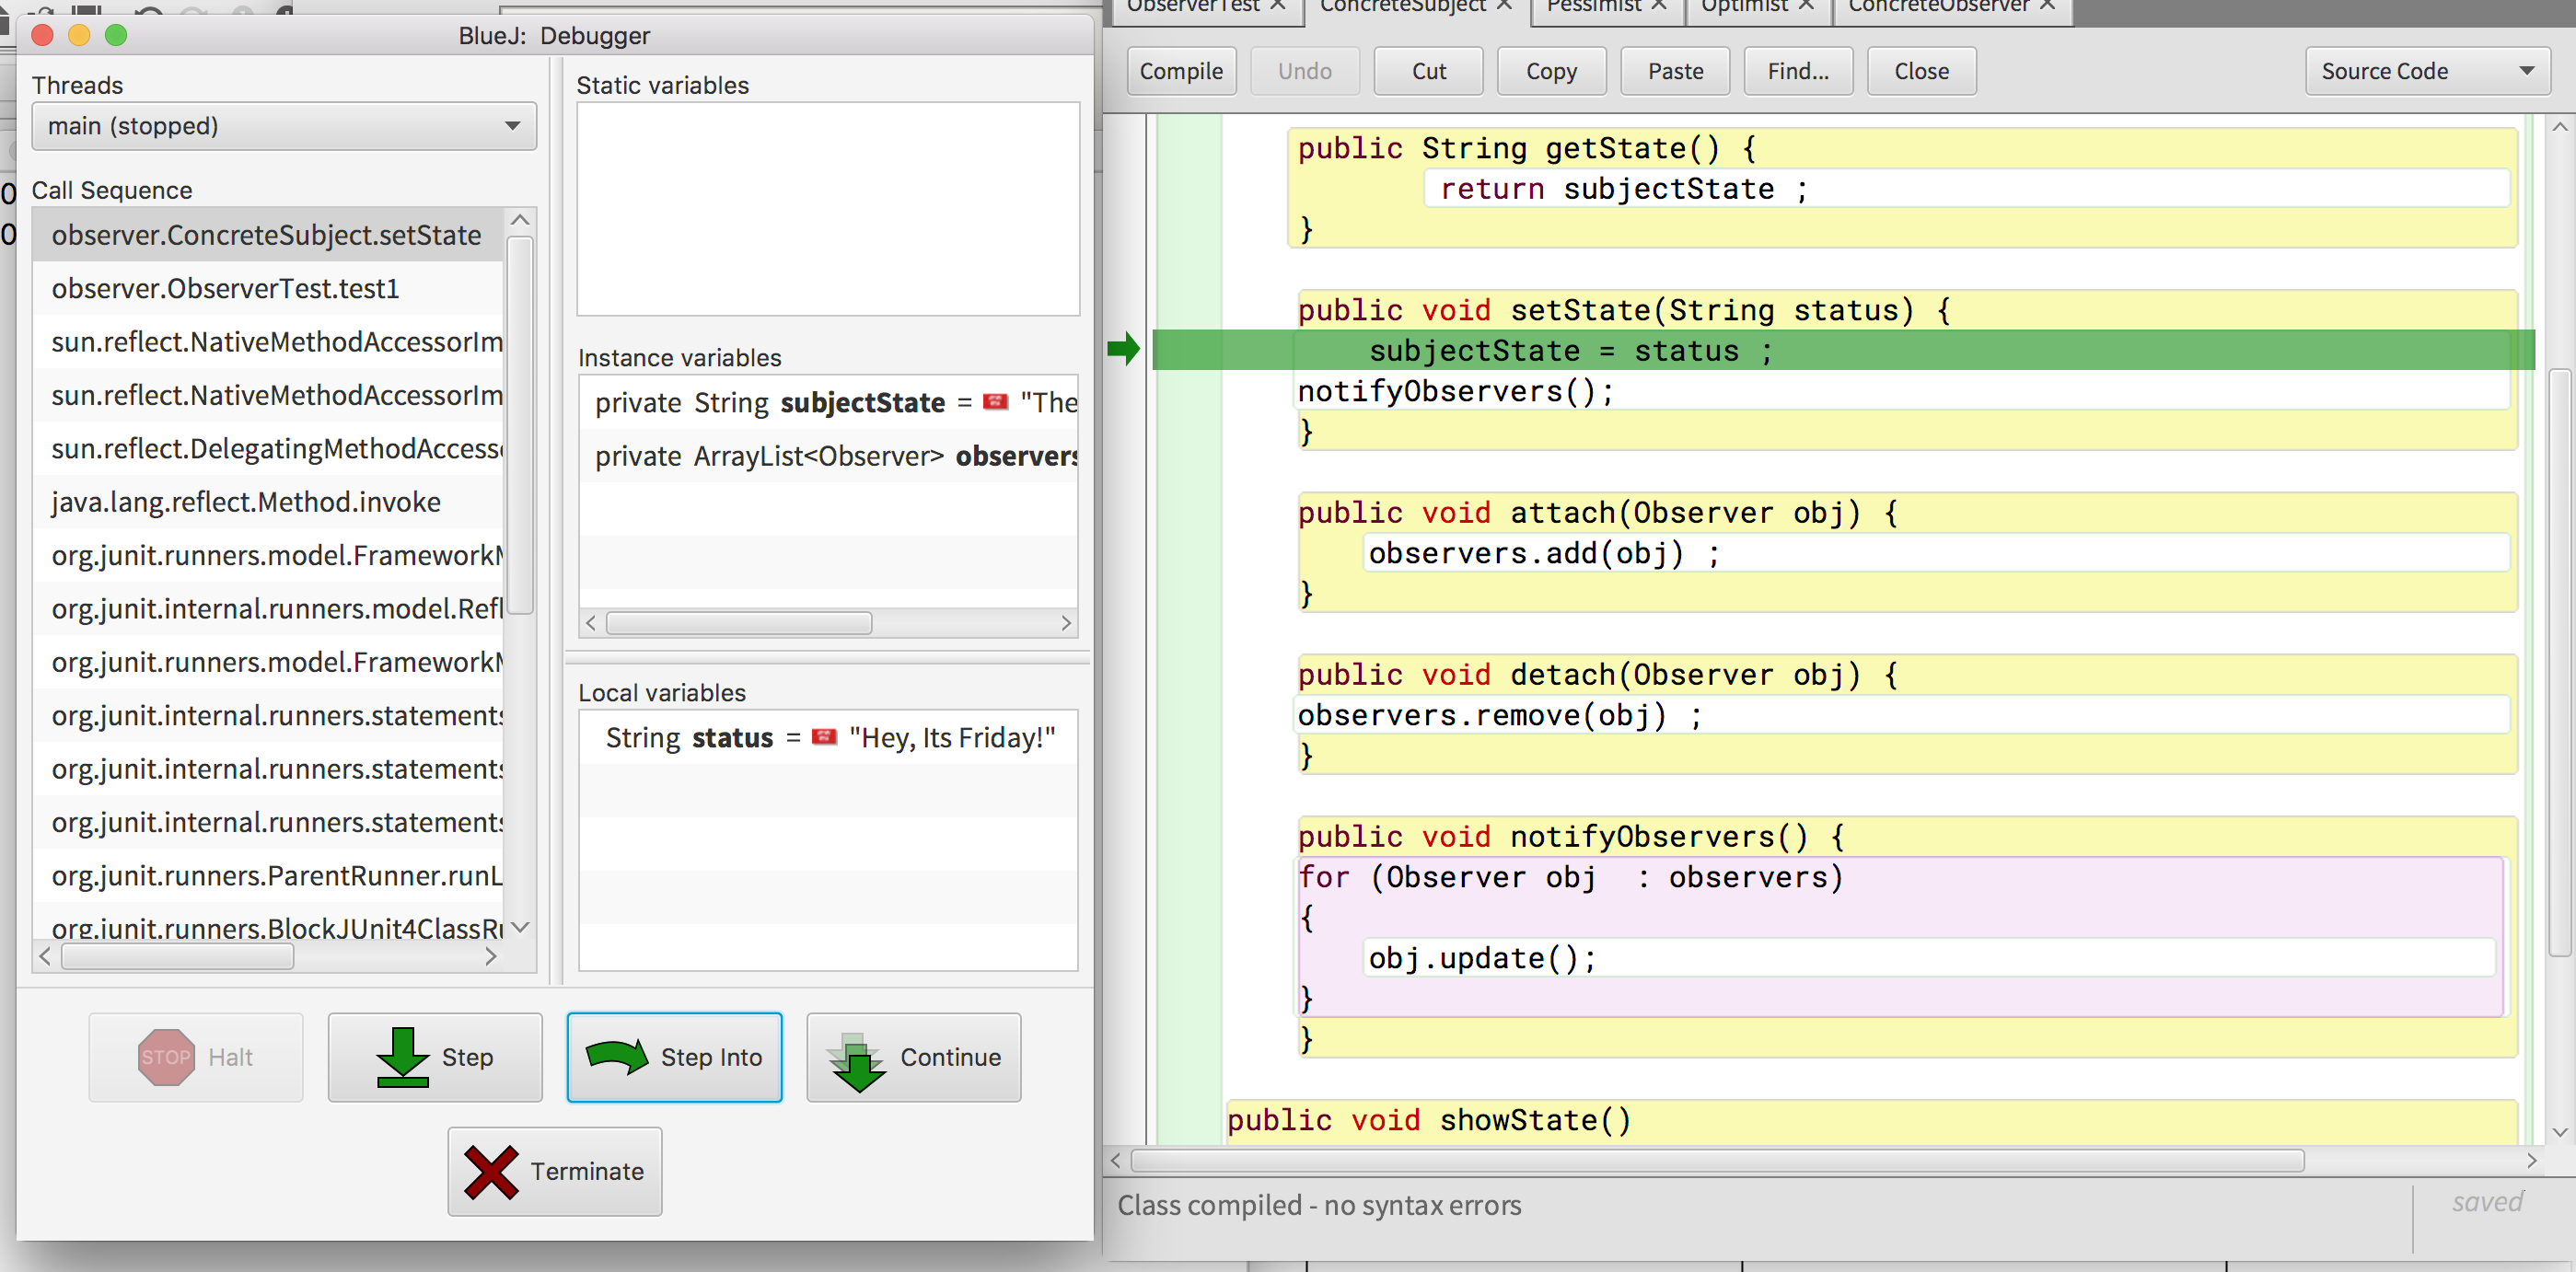 BlueJ: Debugger
Threads
main (stopped)
Call Sequence
observer.ConcreteSubject.setState
observer.ObserverTest.test1
sun.reflect.NativeMethodAccessorIm
sun.reflect.NativeMethodAccessorIm
sun.reflect.DelegatingMethodAccess
java.lang.reflect.Method.invoke
org.junit.runners.model.Framework
org.junit.internal.runners.model.Refl
org.junit.runners.model.Framework
org.junit.internal.runners.statements
org.junit.internal.runners.statements
org.junit.internal.runners.statements
org.junit.runners.ParentRunner.runL
org.junit.runners.BlockJUnit4ClassRu
Static variables
Instance variables
private String subjectState = "The
private ArrayList<Observer> observers
Local variables
String status = "Hey, Its Friday!"
STOP Halt
Step
Step Into
Continue
Terminate
ObserverTest ConcreteSubject Pessimist Optimist ConcreteObserver
Compile Undo Cut Copy Paste Find... Close Source Code
public String getState() {
return subjectState ;
}
public void setState(String status) {
subjectState = status ;
notifyObservers();
}
public void attach(Observer obj) {
observers.add(obj) ;
}
public void detach(Observer obj) {
observers.remove(obj) ;
}
public void notifyObservers() {
for (Observer obj  : observers)
{
obj.update();
}
}
public void showState()
Class compiled - no syntax errors
saved